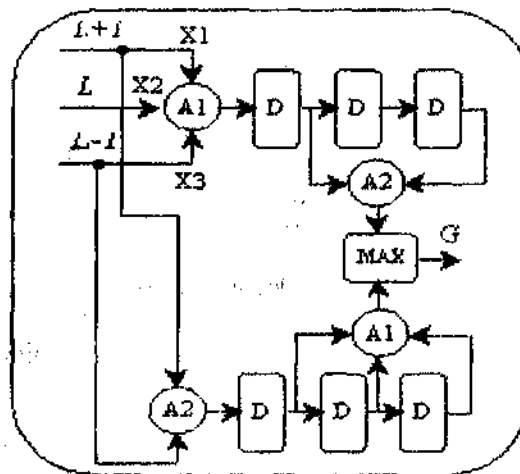 L+1 X1
L X2 A1 D D D
L-1 X3
A2
G
MAX
A1
A2 D D D